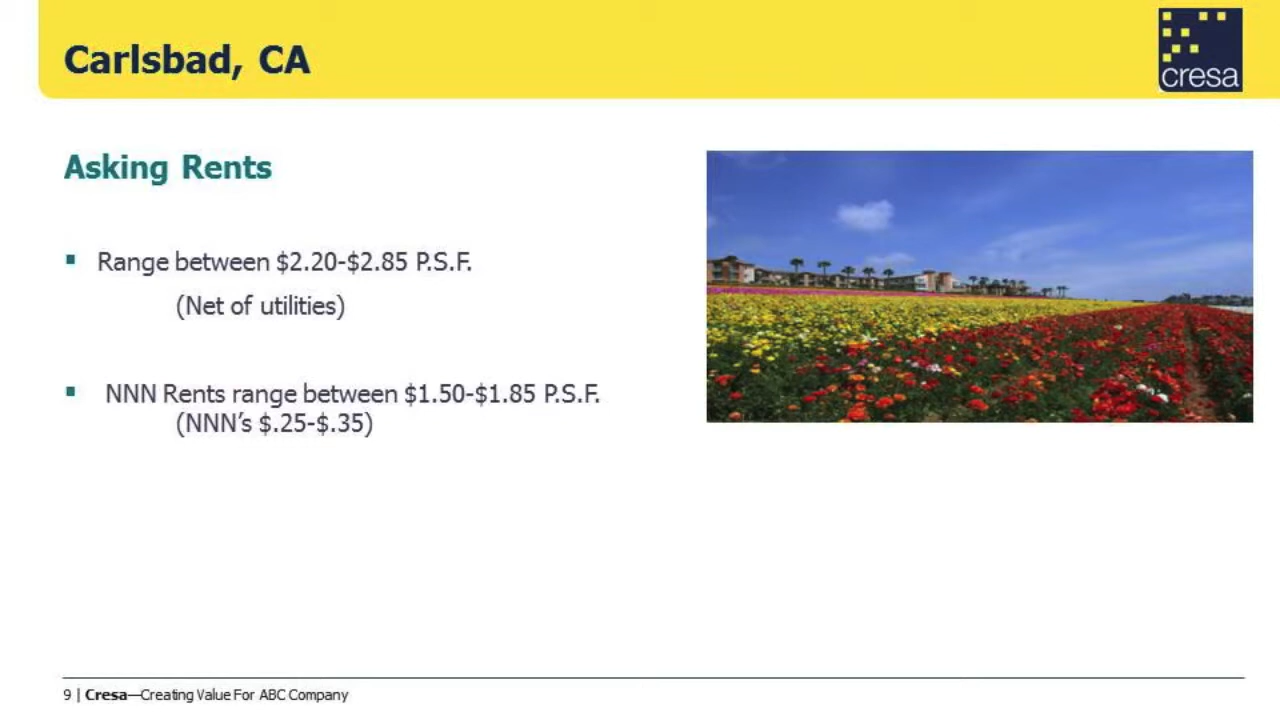 Carlsbad, CA
cresa
Asking Rents
▪ Range between $2.20-$2.85 P.S.F.
(Net of utilities)
▪ NNN Rents range between $1.50-$1.85 P.S.F.
(NNN’s $.25-$.35)
9 | Cresa—Creating Value For ABC Company